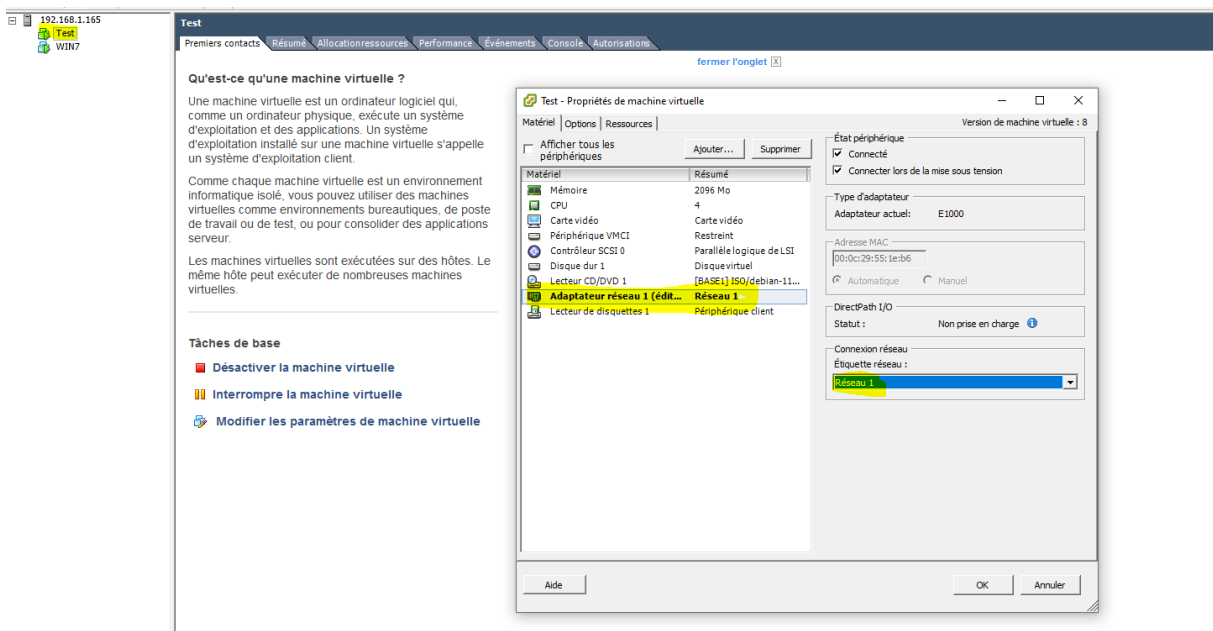 192.168.1.165
Test
WIN7
Test
Premiers contacts Résumé Allocationressources Performance Événements Console Autorisations
fermer l'onglet X
Qu'est-ce qu'une machine virtuelle ?
Une machine virtuelle est un ordinateur logiciel qui,
comme un ordinateur physique, exécute un système
d'exploitation et des applications. Un système
d'exploitation installé sur une machine virtuelle s'appelle
un système d'exploitation client.
Comme chaque machine virtuelle est un environnement
informatique isolé, vous pouvez utiliser des machines
virtuelles comme environnements bureautiques, de poste
de travail ou de test, ou pour consolider des applications
serveur.
Les machines virtuelles sont exécutées sur des hôtes. Le
même hôte peut exécuter de nombreuses machines
virtuelles.
Tâches de base
Désactiver la machine virtuelle
Interrompre la machine virtuelle
Modifier les paramètres de machine virtuelle
Test - Propriétés de machine virtuelle
Matériel Options Ressources
Version de machine virtuelle : 8
Afficher tous les
périphériques
Ajouter... Supprimer
Matériel Résumé
Mémoire 2096 Mo
CPU 4
Carte vidéo Carte vidéo
Périphérique VMCI Restreint
Contrôleur SCSI 0 Parallèle logique de LSI
Disque dur 1 Disque virtuel
Lecteur CD/DVD 1 [BASE1] ISO/debian-11...
Adaptateur réseau 1 (édit... Réseau 1
Lecteur de disquettes 1 Périphérique client
État périphérique
Connecté
Connecter lors de la mise sous tension
Type d'adaptateur
Adaptateur actuel: E1000
Adresse MAC
00:0c:29:55:1e:b6
Automatique Manuel
DirectPath I/O
Statut : Non prise en charge
Connexion réseau
Étiquette réseau :
Réseau 1
Aide
OK Annuler